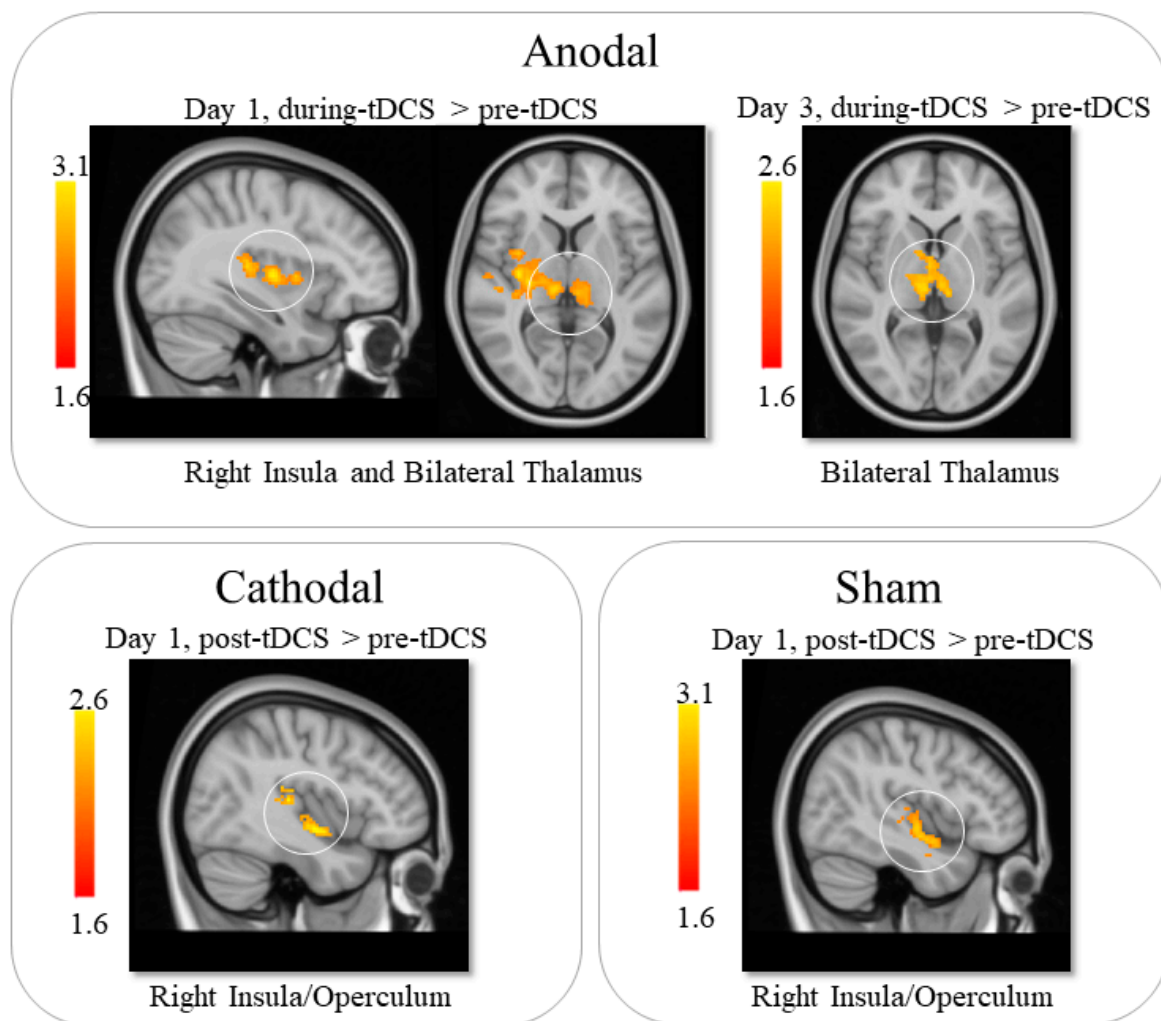 Anodal
Day 1, during-tDCS > pre-tDCS
Day 3, during-tDCS > pre-tDCS
3.1
2.6
1.6
1.6
Right Insula and Bilateral Thalamus
Bilateral Thalamus
Cathodal
Sham
Day 1, post-tDCS > pre-tDCS
Day 1, post-tDCS > pre-tDCS
2.6
3.1
1.6
1.6
Right Insula/Operculum
Right Insula/Operculum